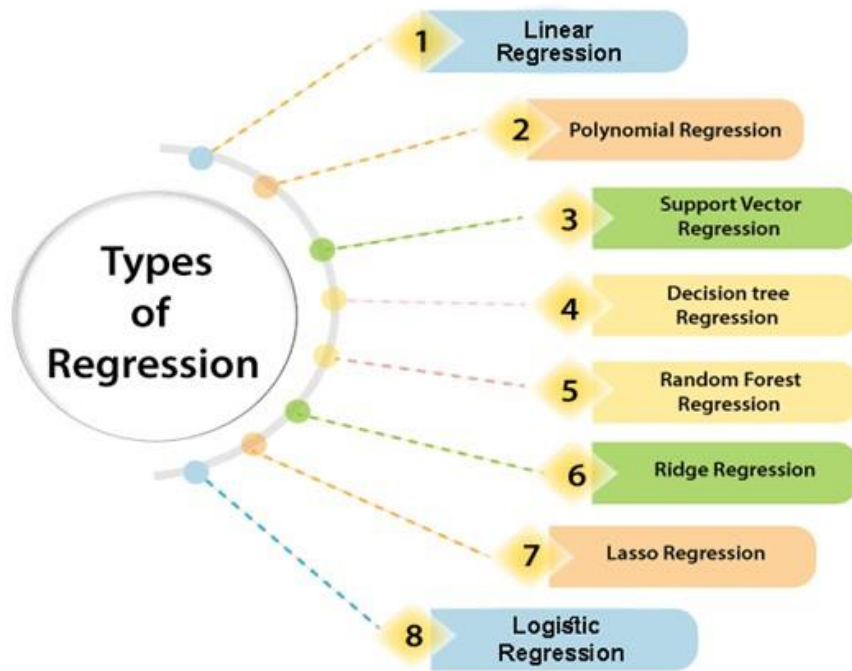 Types
of
Regression
1
Linear
Regression
2
Polynomial Regression
3
Support Vector
Regression
4
Decision tree
Regression
5
Random Forest
Regression
6
Ridge Regression
7
Lasso Regression
8
Logistic
Regression